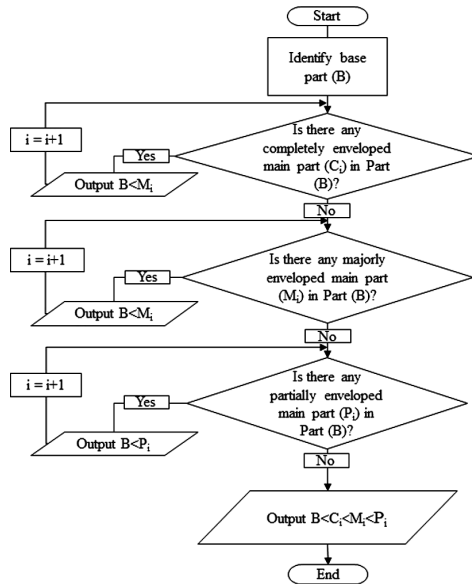 Start
Identify base
part (B)
i = i+1
Is there any
completely enveloped
main part (Cᵢ) in Part
(B)?
Yes
Output B<Mᵢ
No
i = i+1
Is there any majorly
enveloped main part
(Mᵢ) in Part (B)?
Yes
Output B<Mᵢ
No
i = i+1
Is there any
partially enveloped
main part (Pᵢ) in
Part (B)?
Yes
Output B<Pᵢ
No
Output B<Cᵢ<Mᵢ<Pᵢ
End